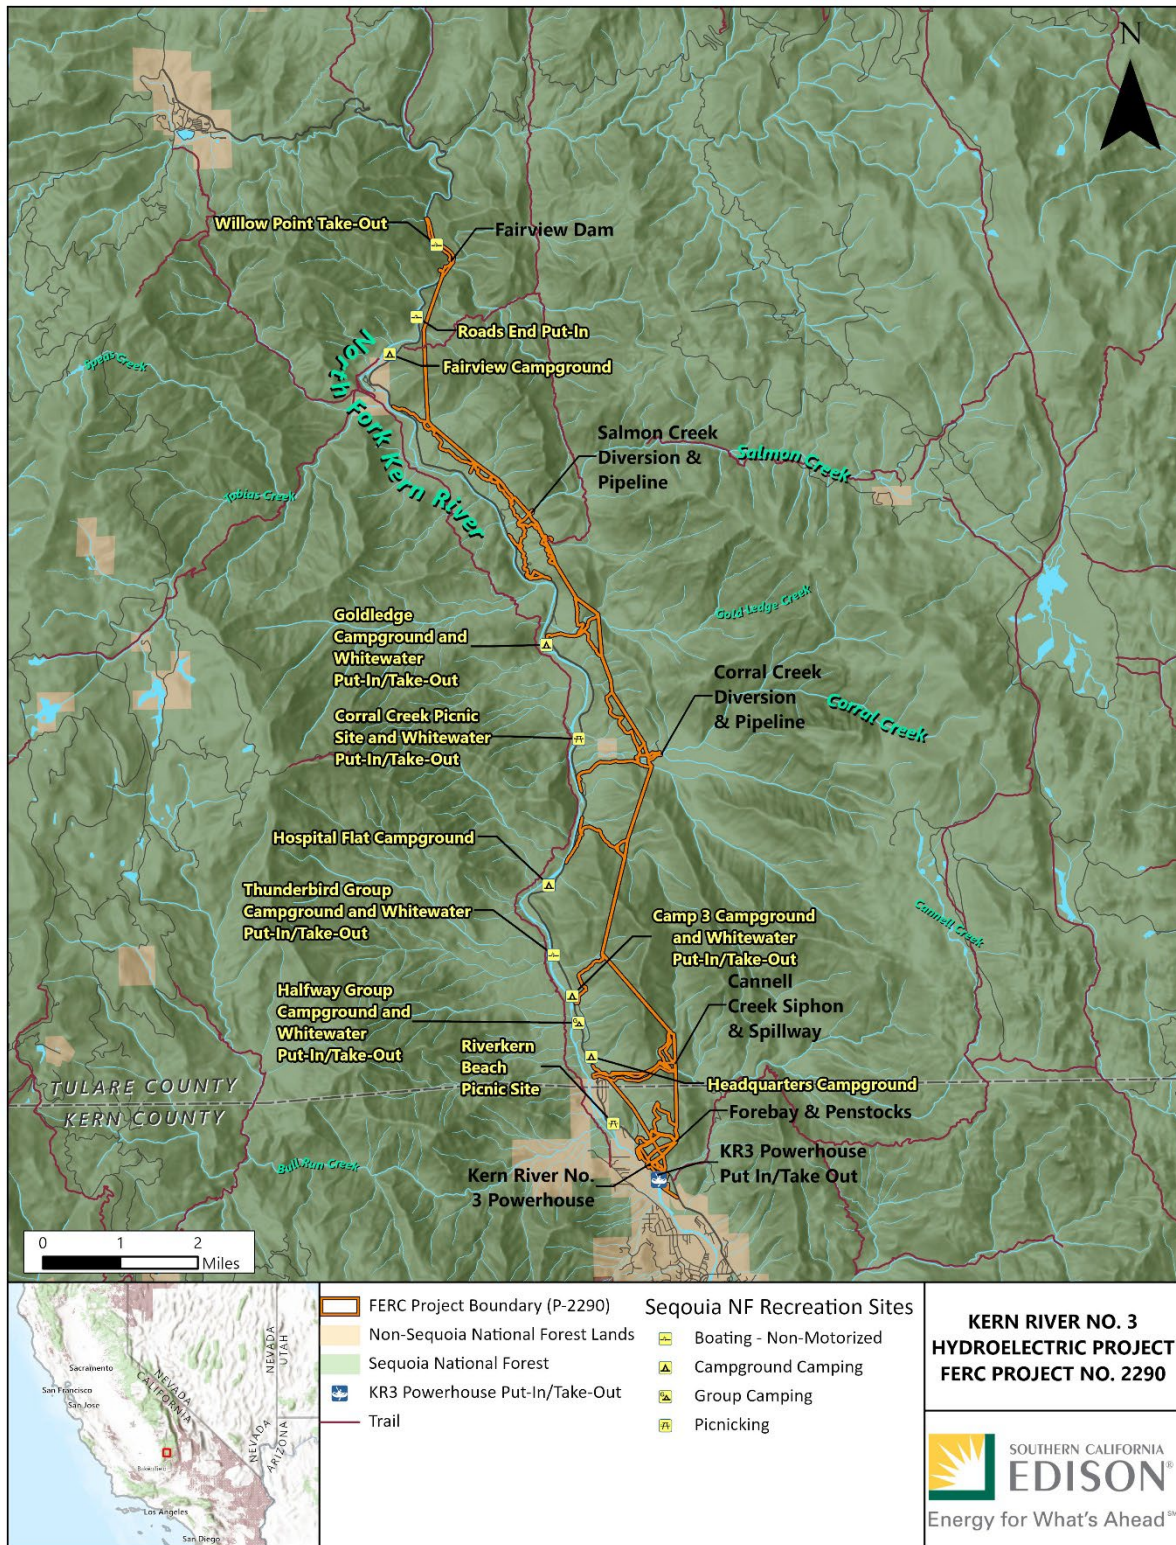 N
Willow Point Take-Out
Fairview Dam
Roads End Put-In
Fairview Campground
North Fork Kern River
Speas Creek
Salmon Creek
Diversion &
Pipeline
Salmon Creek
Tobias Creek
Goldledge
Campground and
Whitewater
Put-In/Take-Out
Gold Ledge Creek
Corral Creek
Diversion
& Pipeline
Corral Creek
Corral Creek Picnic
Site and Whitewater
Put-In/Take-Out
Hospital Flat Campground
Thunderbird Group
Campground and Whitewater
Put-In/Take-Out
Camp 3 Campground
and Whitewater
Put-In/Take-Out
Cannell Creek
Cannell
Creek Siphon
& Spillway
Halfway Group
Campground and
Whitewater
Put-In/Take-Out
Riverkern
Beach
Picnic Site
Headquarters Campground
TULARE COUNTY
KERN COUNTY
Forebay & Penstocks
Bull Run Creek
Kern River No.
3 Powerhouse
KR3 Powerhouse
Put In/Take Out
0 1 2
Miles
NEVADA
UTAH
NEVADA
CALIFORNIA
NEVADA
ARIZONA
Sacramento
San Francisco
San Jose
Bakersfield
Los Angeles
San Diego
FERC Project Boundary (P-2290)
Non-Sequoia National Forest Lands
Sequoia National Forest
KR3 Powerhouse Put-In/Take-Out
Trail
Seqouia NF Recreation Sites
Boating - Non-Motorized
Campground Camping
Group Camping
Picnicking
KERN RIVER NO. 3
HYDROELECTRIC PROJECT
FERC PROJECT NO. 2290
SOUTHERN CALIFORNIA
EDISON®
Energy for What's Ahead℠